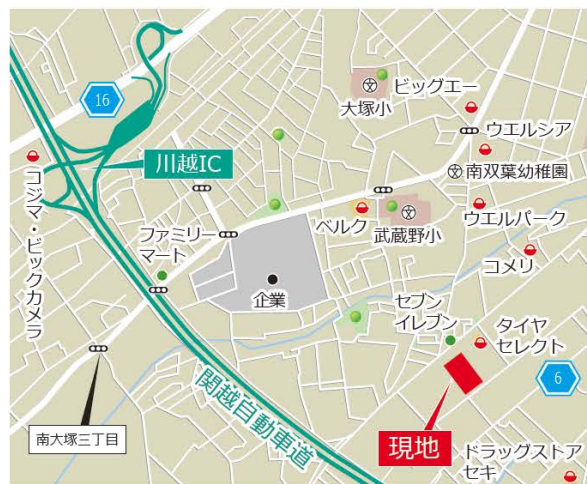 16
川越IC
コジマ・ビックカメラ
大塚小
ビッグエー
ウエルシア
南双葉幼稚園
ウエルパーク
ベルク
武蔵野小
コメリ
ファミリー
マート
企業
セブン
イレブン
タイヤ
セレクト
6
関越自動車道
現地
南大塚三丁目
ドラッグストア
セキ